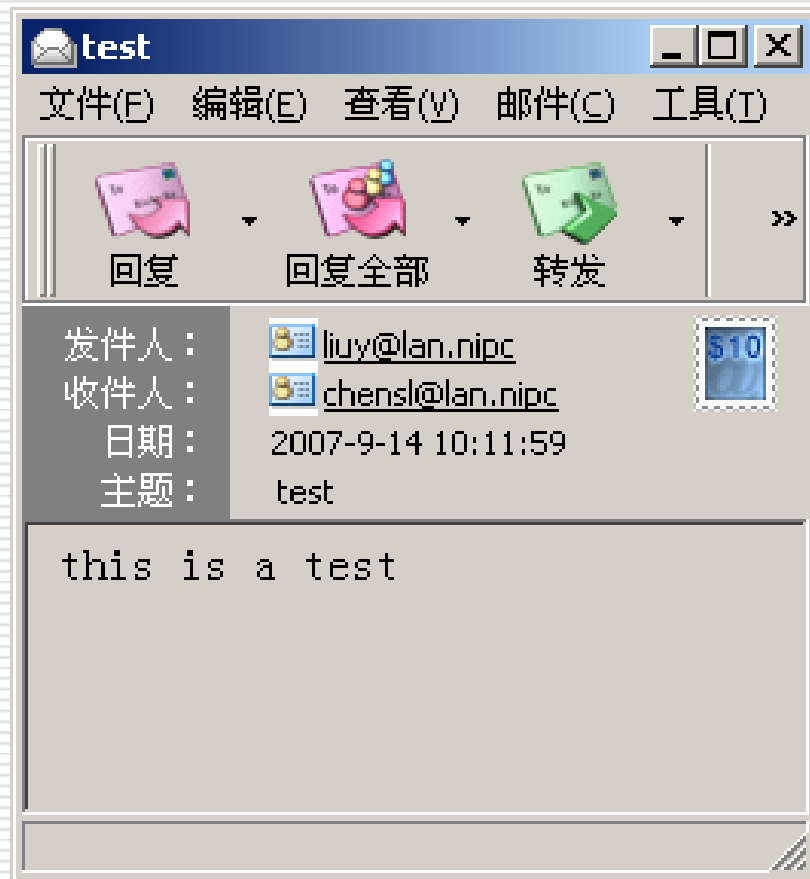 test
文件(F) 编辑(E) 查看(V) 邮件(C) 工具(T)
回复 回复全部 转发 »
发件人： liuy@lan.nipc $10
收件人： chensl@lan.nipc
日期： 2007-9-14 10:11:59
主题： test
this is a test